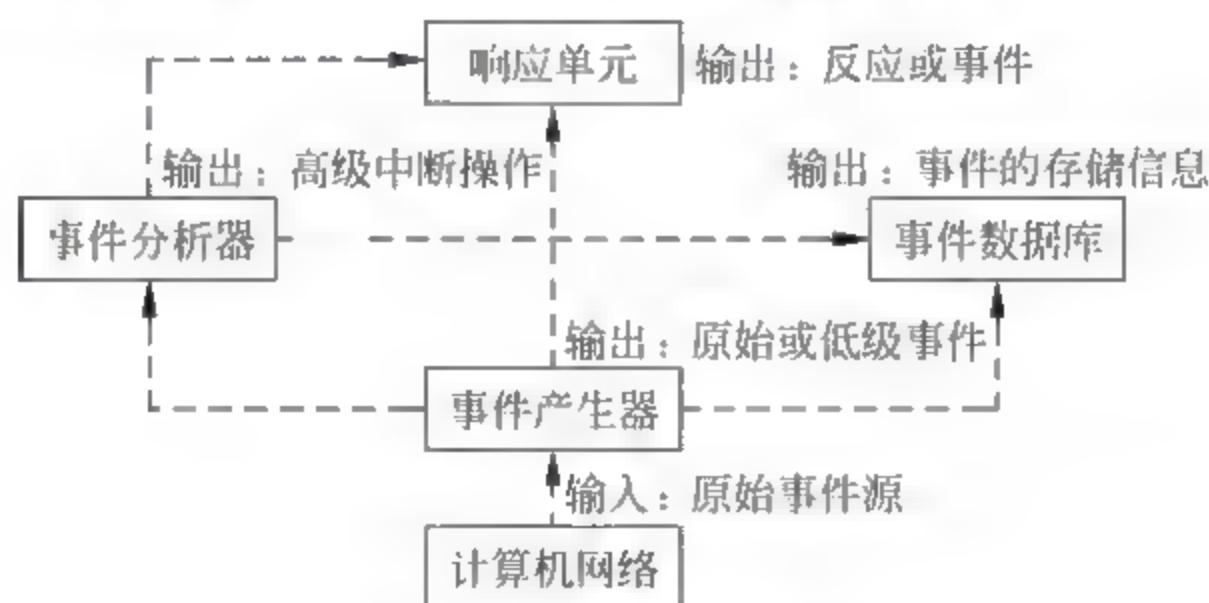 响应单元
输出：反应或事件
输出：高级中断操作
输出：事件的存储信息
事件分析器
事件数据库
输出：原始或低级事件
事件产生器
输入：原始事件源
计算机网络